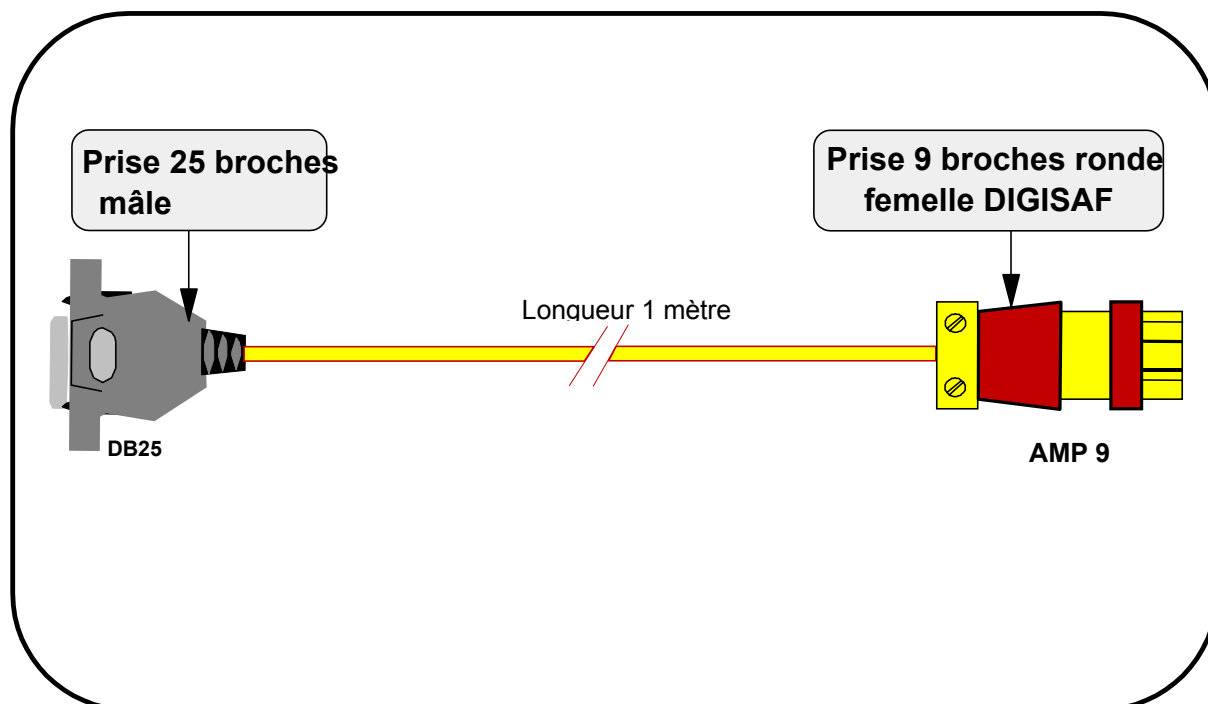 Prise 25 broches
mâle
Prise 9 broches ronde
femelle DIGISAF
Longueur 1 mètre
DB25
AMP 9